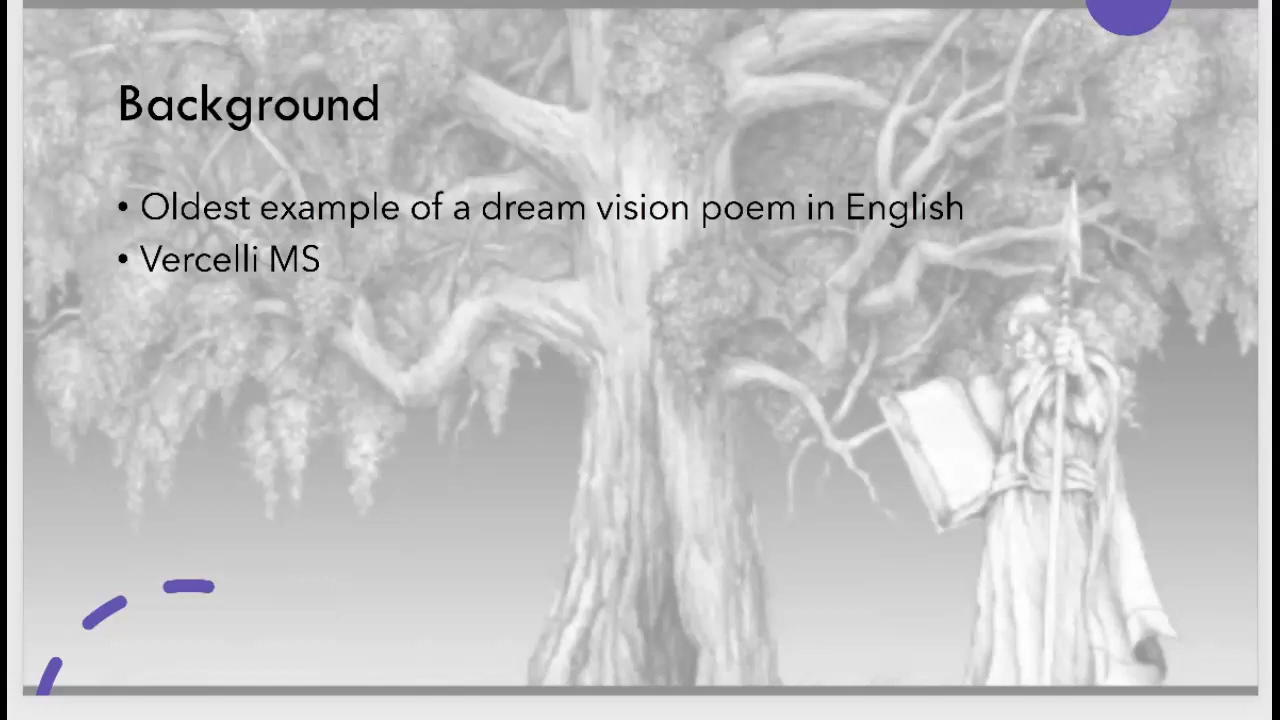 Background
• Oldest example of a dream vision poem in English
• Vercelli MS